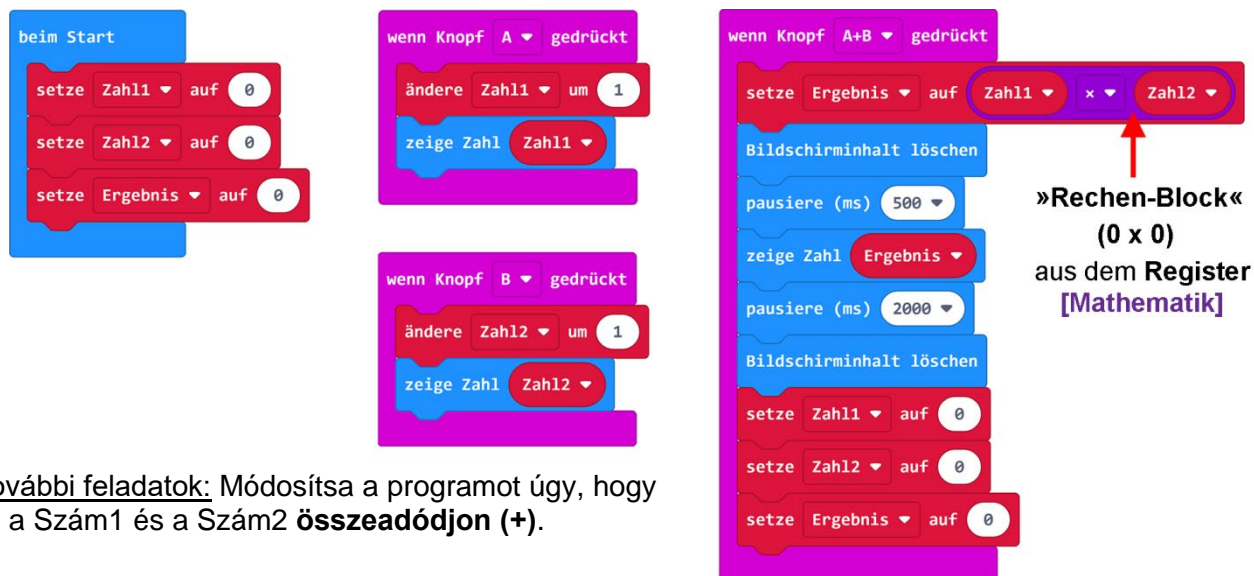 beim Start
setze Zahl1 auf 0
setze Zahl2 auf 0
setze Ergebnis auf 0
wenn Knopf A gedrückt
ändere Zahl1 um 1
zeige Zahl Zahl1
wenn Knopf B gedrückt
ändere Zahl2 um 1
zeige Zahl Zahl2
wenn Knopf A+B gedrückt
setze Ergebnis auf Zahl1 × Zahl2
Bildschirminhalt löschen
pausiere (ms) 500
zeige Zahl Ergebnis
pausiere (ms) 2000
Bildschirminhalt löschen
setze Zahl1 auf 0
setze Zahl2 auf 0
setze Ergebnis auf 0
»Rechen-Block«
(0 x 0)
aus dem Register
[Mathematik]
ovábbi feladatok: Módosítsa a programot úgy, hogy
a Szám1 és a Szám2 összeadódjon (+).